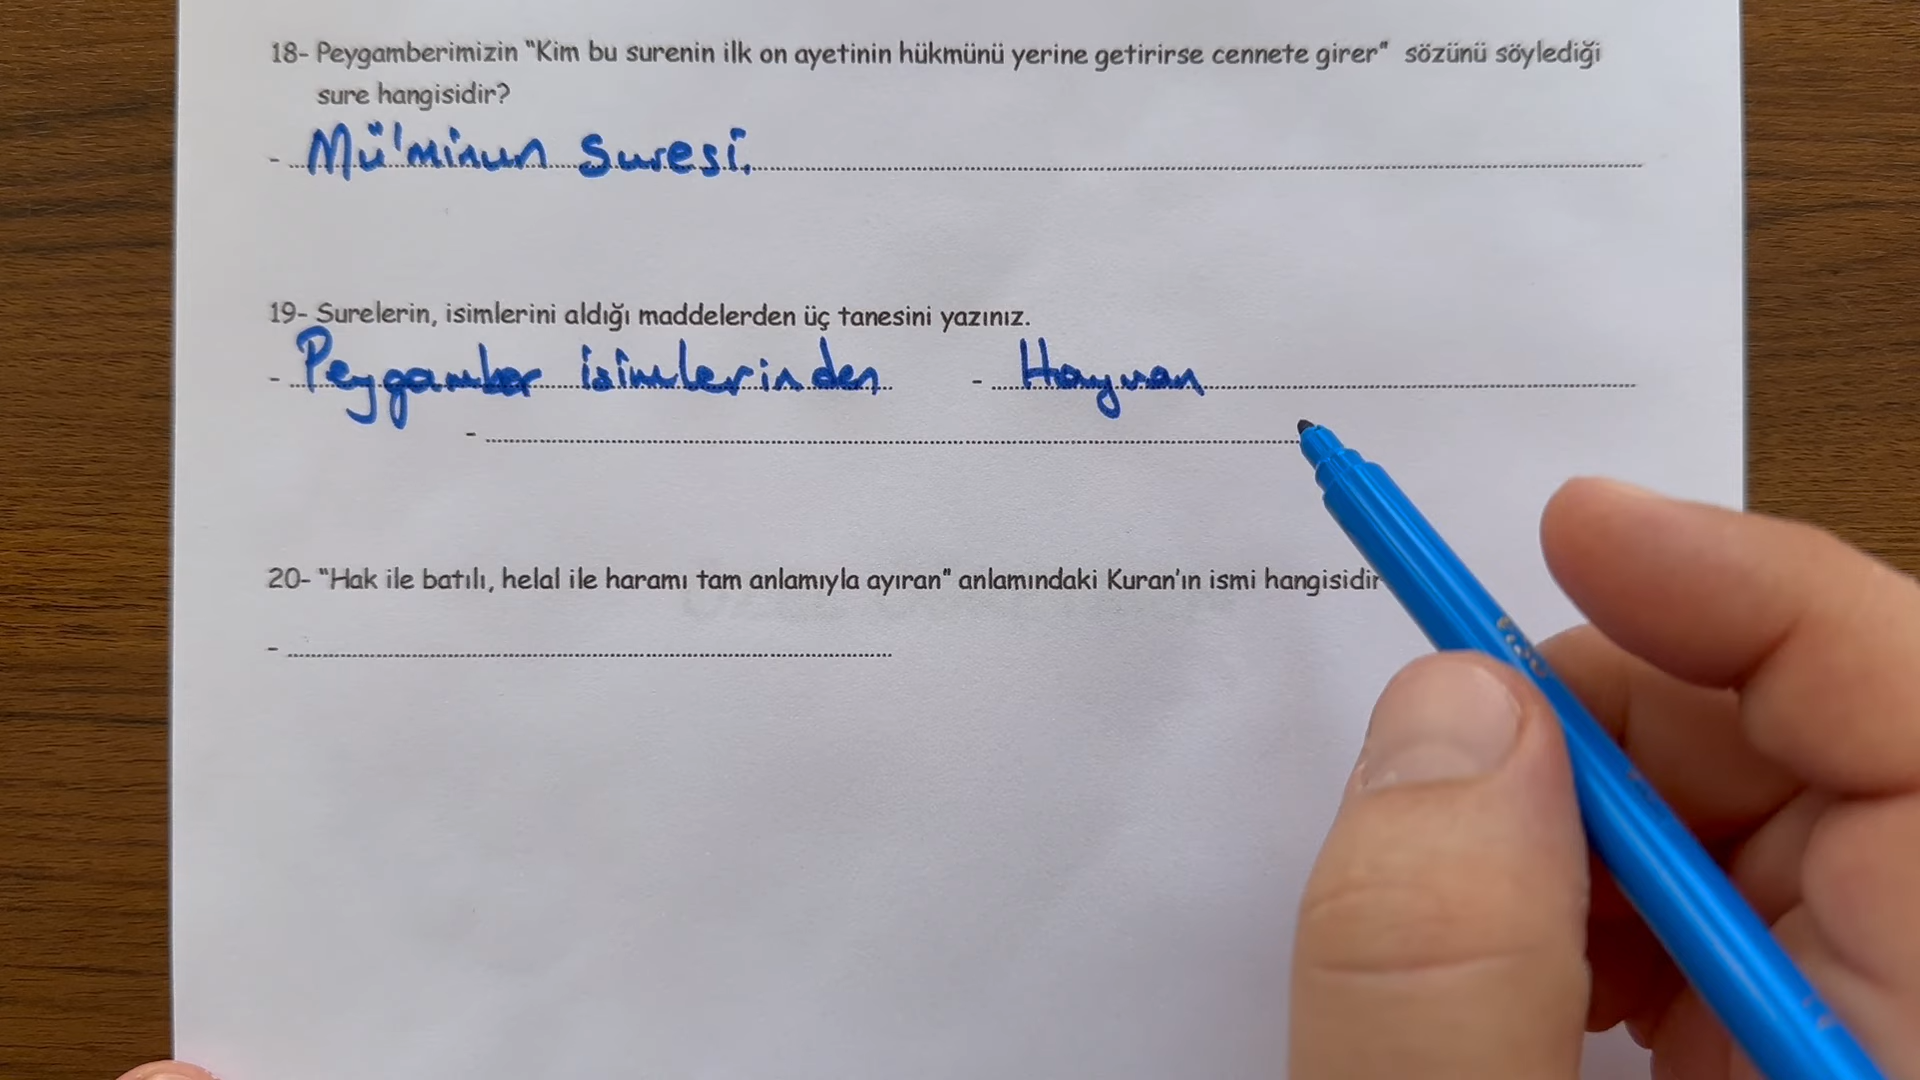 18- Peygamberimizin "Kim bu surenin ilk on ayetinin hükmünü yerine getirirse cennete girer" sözünü söylediği
sure hangisidir?
- Mü'minun Suresi.
19- Surelerin, isimlerini aldığı maddelerden üç tanesini yazınız.
- Peygamber isimlerinden - Hayvan
-
20- "Hak ile batılı, helal ile haramı tam anlamıyla ayıran" anlamındaki Kuran'ın ismi hangisidir
-